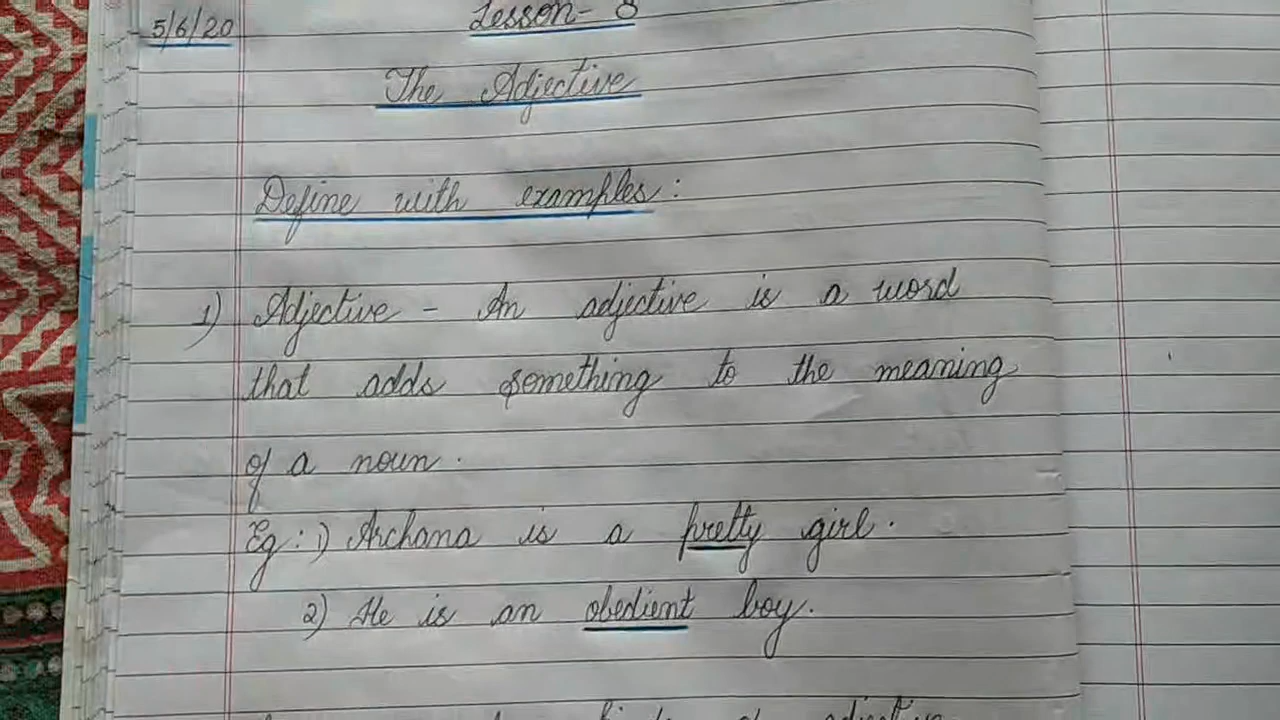 5/6/20
Lesson- 8
The Adjective
Define with examples:
1) Adjective - An adjective is a word
that adds something to the meaning
of a noun.
Eg: 1) Archana is a pretty girl.
2) He is an obedient boy.